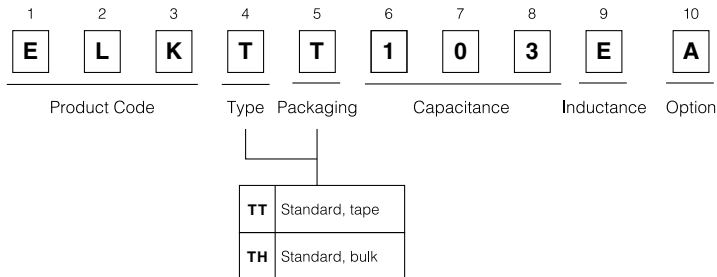 1 2 3 4 5 6 7 8 9 10
E L K T T 1 0 3 E A
Product Code Type Packaging Capacitance Inductance Option
TT Standard, tape
TH Standard, bulk